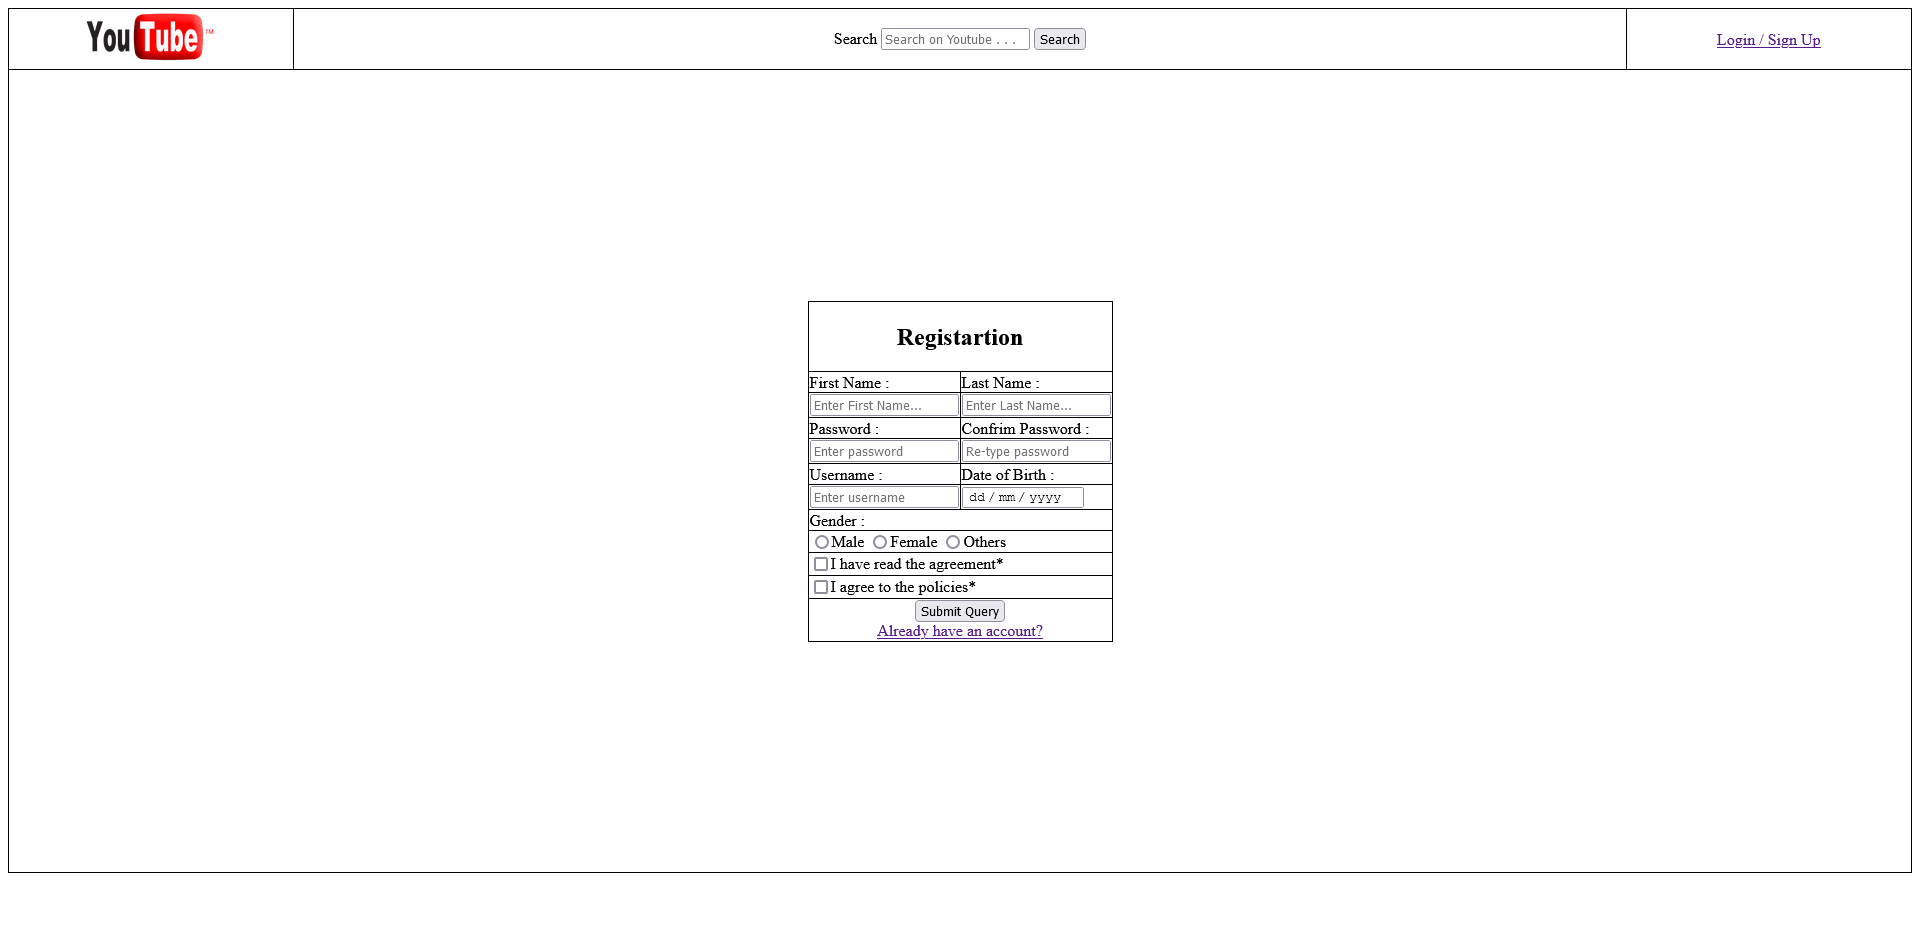 YouTube™
Search Search on Youtube . . . Search
Login / Sign Up
Registartion
First Name : Last Name :
Enter First Name... Enter Last Name...
Password : Confrim Password :
Enter password Re-type password
Username : Date of Birth :
Enter username dd / mm / yyyy
Gender :
Male Female Others
I have read the agreement*
I agree to the policies*
Submit Query
Already have an account?